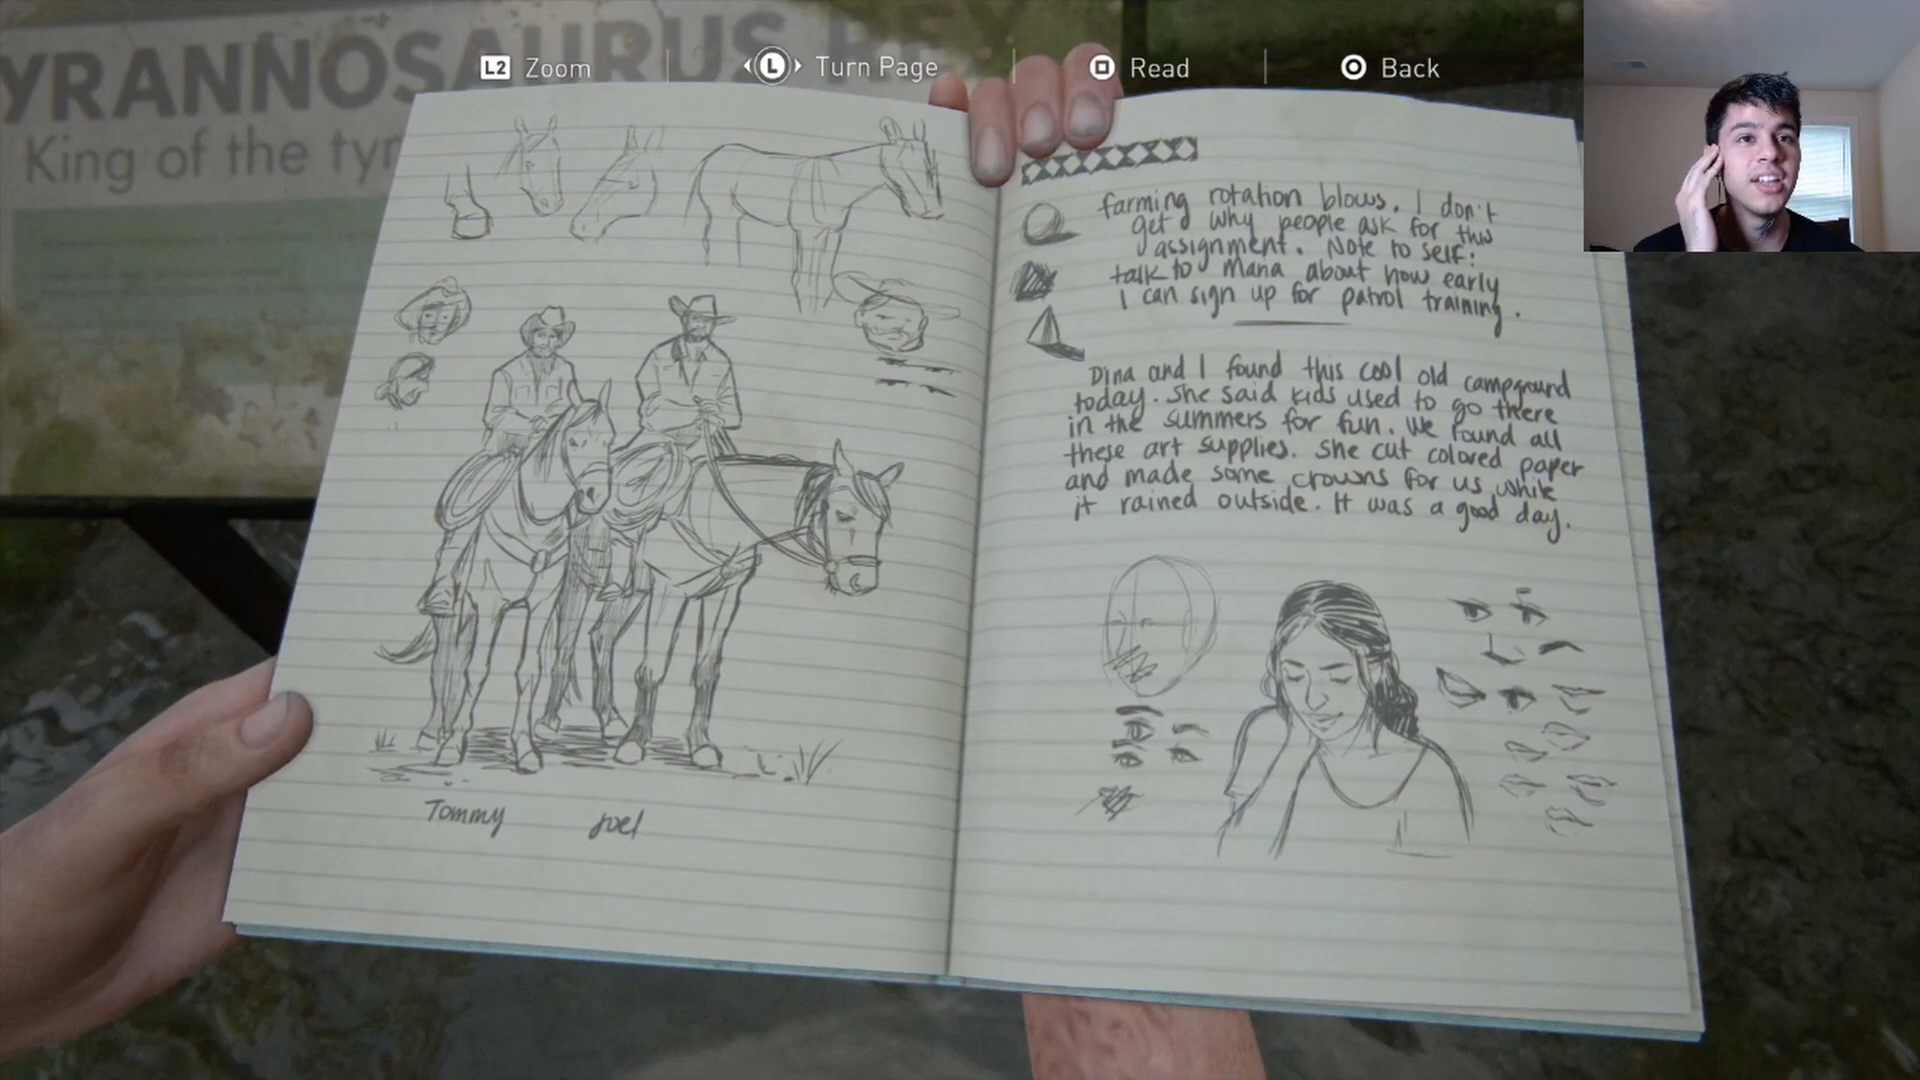 TYRANNOSAURUS REX
King of the tyr
L2 Zoom
L Turn Page
Read
Back
farming rotation blows. I don't
get why people ask for this
assignment. Note to self:
talk to Maria about how early
I can sign up for patrol training.
Dina and I found this cool old campground
today. She said kids used to go there
in the summers for fun. We found all
these art supplies. She cut colored paper
and made some crowns for us while
it rained outside. It was a good day.
Tommy
Joel